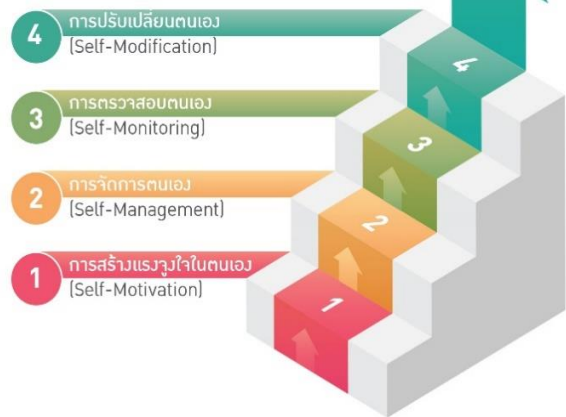 4
การปรับเปลี่ยนตนเอง
(Self-Modification)
3
การตรวจสอบตนเอง
(Self-Monitoring)
2
การจัดการตนเอง
(Self-Management)
1
การสร้างแรงจูงใจในตนเอง
(Self-Motivation)
4
3
2
1